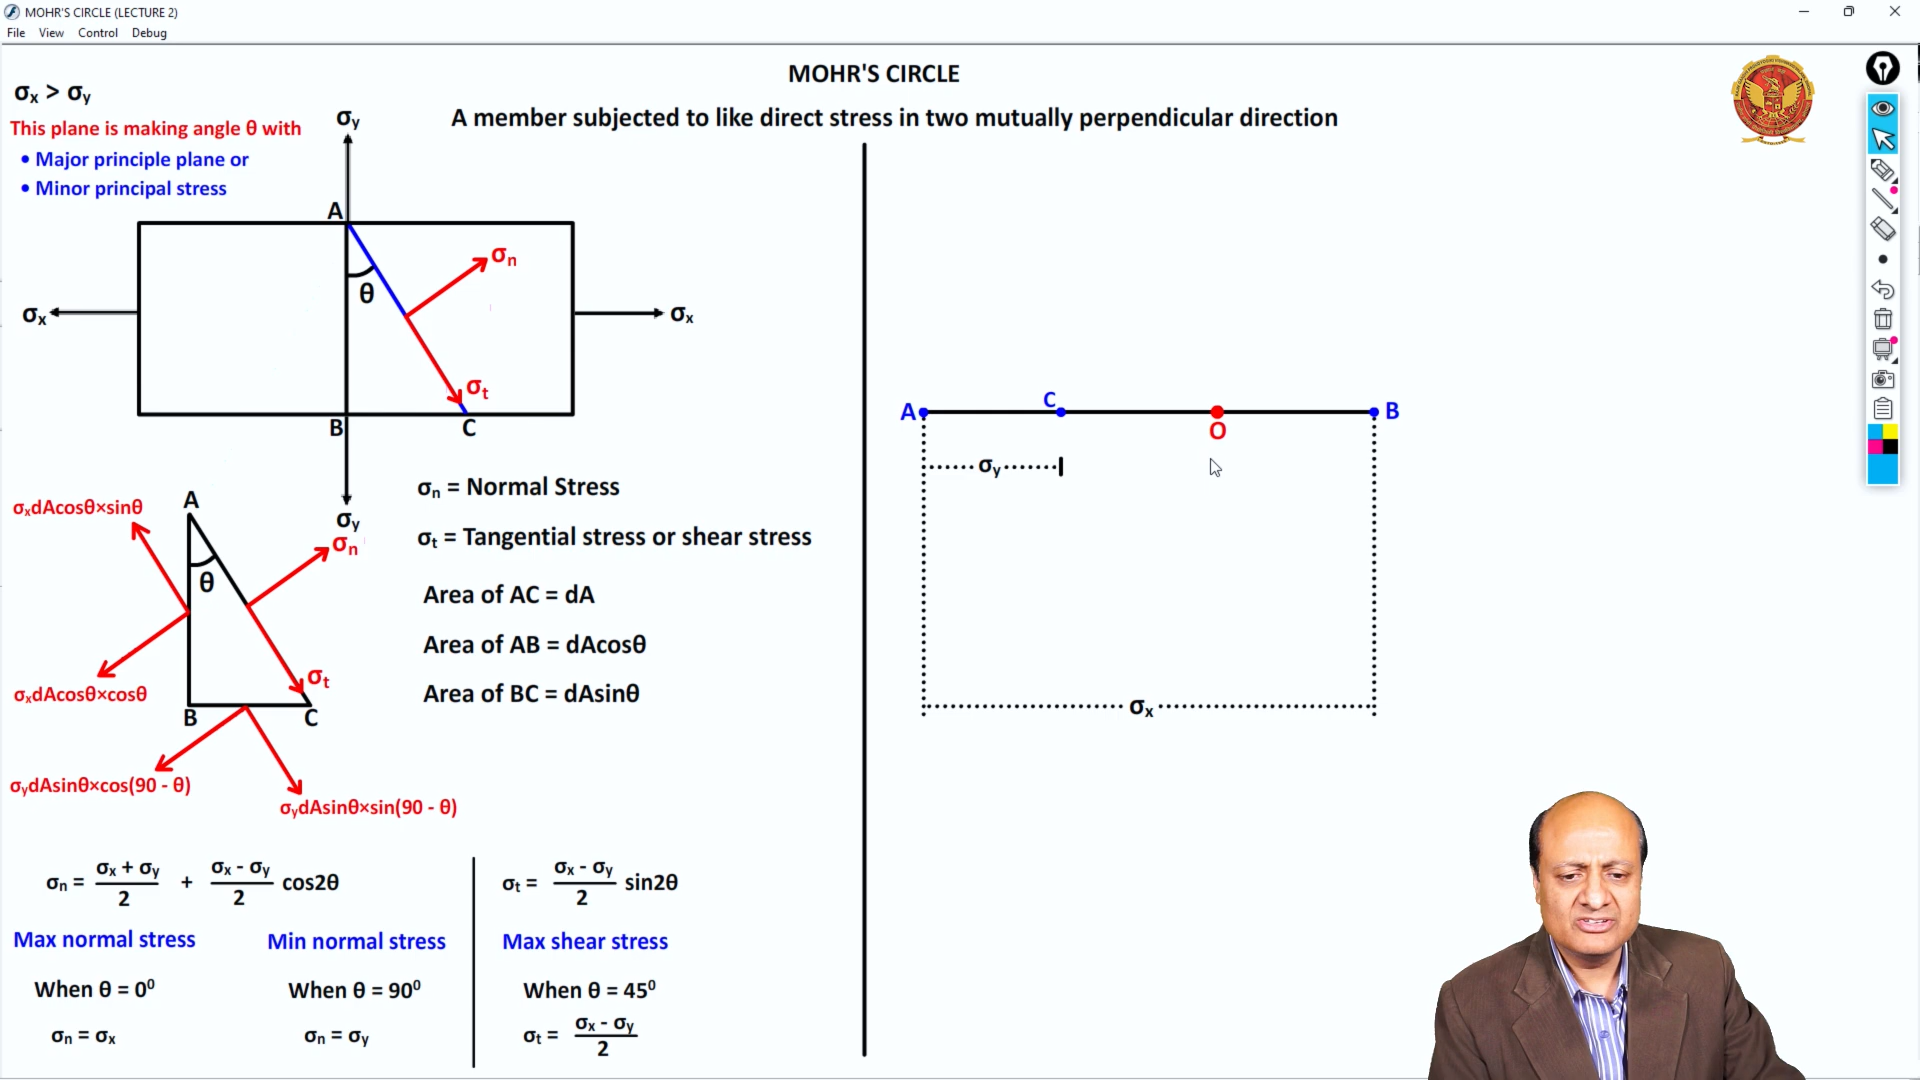 MOHR'S CIRCLE (LECTURE 2)
File View Control Debug
MOHR'S CIRCLE
A member subjected to like direct stress in two mutually perpendicular direction
σx > σy
This plane is making angle θ with
• Major principle plane or
• Minor principal stress
σy
A
σn
θ
σx
σx
σt
B
C
σy
σn = Normal Stress
σt = Tangential stress or shear stress
Area of AC = dA
Area of AB = dAcosθ
Area of BC = dAsinθ
A
σxdAcosθ×sinθ
σn
θ
σt
σxdAcosθ×cosθ
B
C
σydAsinθ×cos(90 - θ)
σydAsinθ×sin(90 - θ)
σn = σx + σy / 2 + σx - σy / 2 cos2θ
σt = σx - σy / 2 sin2θ
Max normal stress
Min normal stress
Max shear stress
When θ = 0⁰
When θ = 90⁰
When θ = 45⁰
σn = σx
σn = σy
σt = σx - σy / 2
A
C
O
B
σy
σx